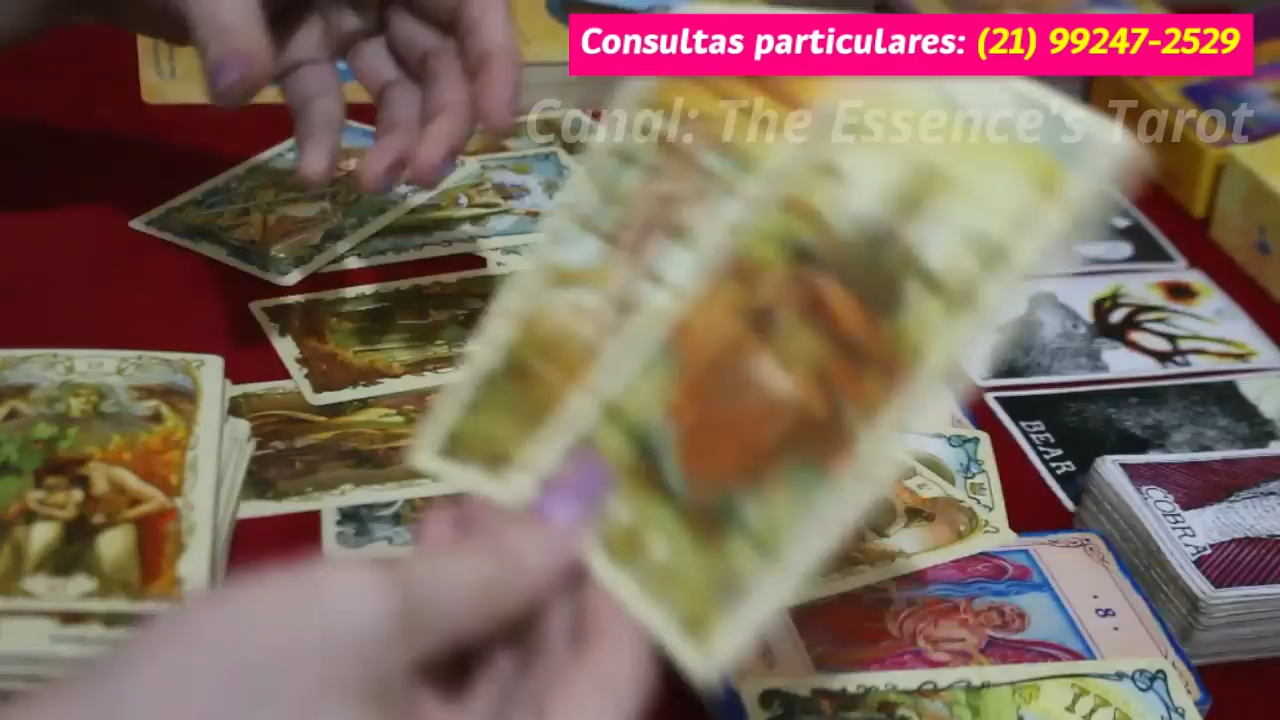 Consultas particulares: (21) 99247-2529
Canal: The Essence's Tarot
BEAR
COBRA
· 8 ·